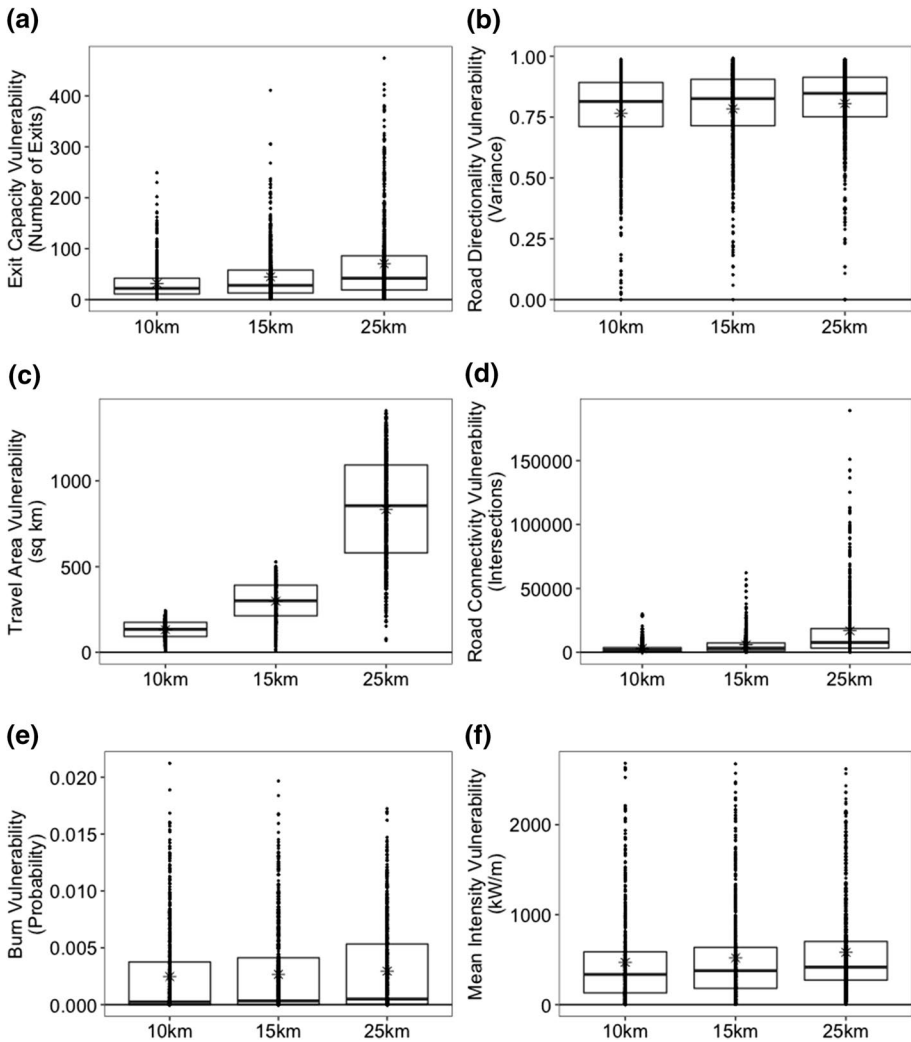 (a)
Exit Capacity Vulnerability
(Number of Exits)
400
300
200
100
0
10km 15km 25km
(b)
Road Directionality Vulnerability
(Variance)
1.00
0.75
0.50
0.25
0.00
10km 15km 25km
(c)
Travel Area Vulnerability
(sq km)
1000
500
0
10km 15km 25km
(d)
Road Connectivity Vulnerability
(Intersections)
150000
100000
50000
0
10km 15km 25km
(e)
Burn Vulnerability
(Probability)
0.020
0.015
0.010
0.005
0.000
10km 15km 25km
(f)
Mean Intensity Vulnerability
(kW/m)
2000
1000
0
10km 15km 25km